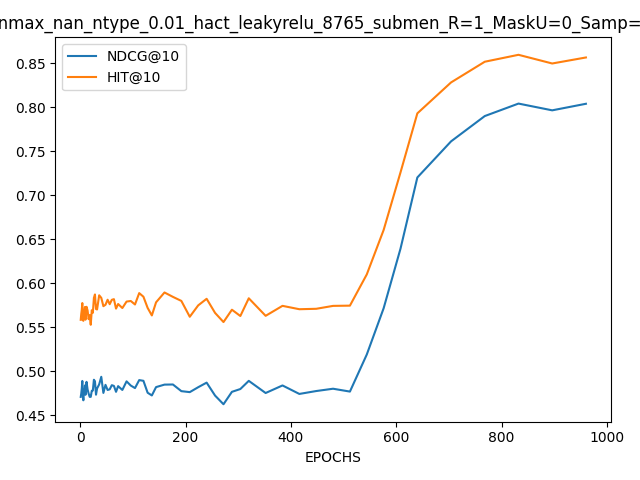 nmax_nan_ntype_0.01_hact_leakyrelu_8765_submen_R=1_MaskU=0_Samp=
NDCG@10
HIT@10
0.85
0.80
0.75
0.70
0.65
0.60
0.55
0.50
0.45
0 200 400 600 800 1000
EPOCHS